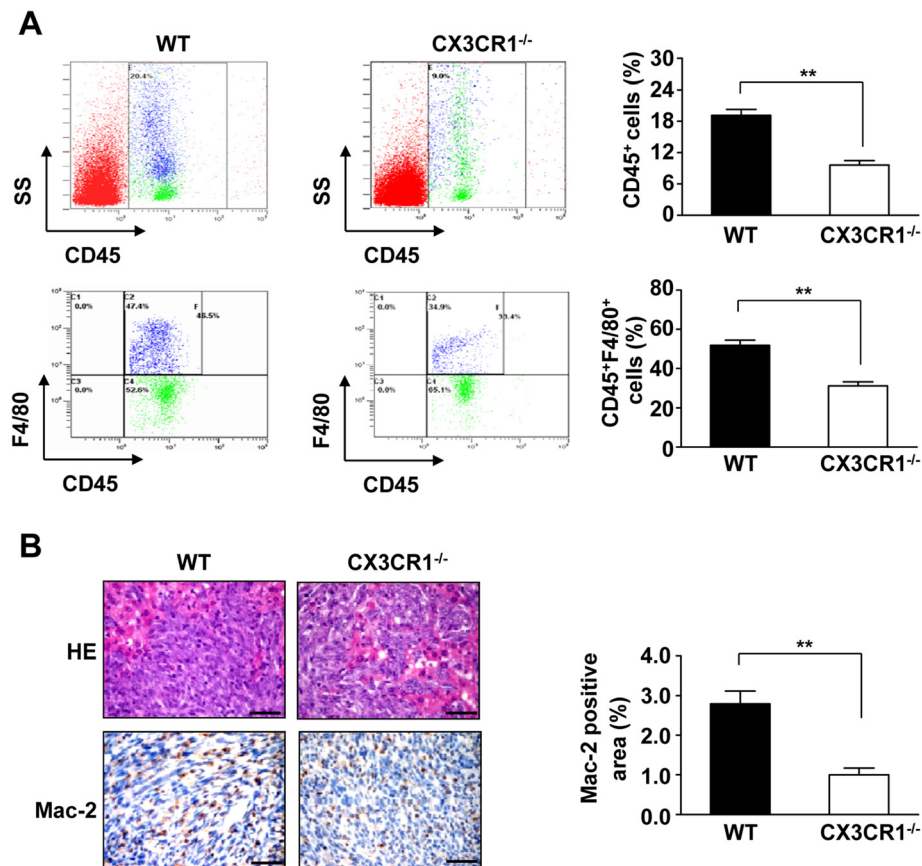 A
WT
CX3CR1-/-
E
20.4%
SS
CD45
E
9.0%
SS
CD45
CD45+ cells (%)
30
24
18
12
6
0
**
WT
CX3CR1-/-
C1
0.0%
C2
47.4%
F
46.5%
C3
0.0%
C4
52.6%
F4/80
CD45
C1
0.0%
C2
34.9%
F
33.4%
C3
0.0%
C4
65.1%
F4/80
CD45
CD45+F4/80+
cells (%)
80
60
40
20
0
**
WT
CX3CR1-/-
B
WT
CX3CR1-/-
HE
Mac-2
Mac-2 positive
area (%)
4.0
3.0
2.0
1.0
0.0
**
WT
CX3CR1-/-